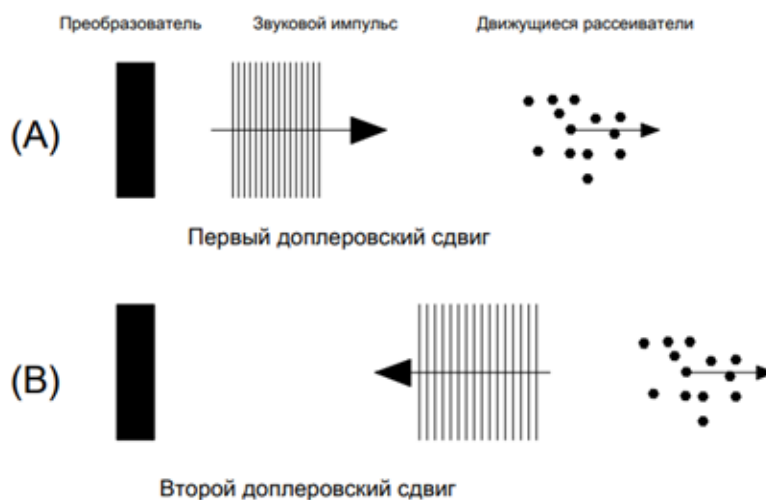 Преобразователь Звуковой импульс Движущиеся рассеиватели
(A)
Первый доплеровский сдвиг
(B)
Второй доплеровский сдвиг